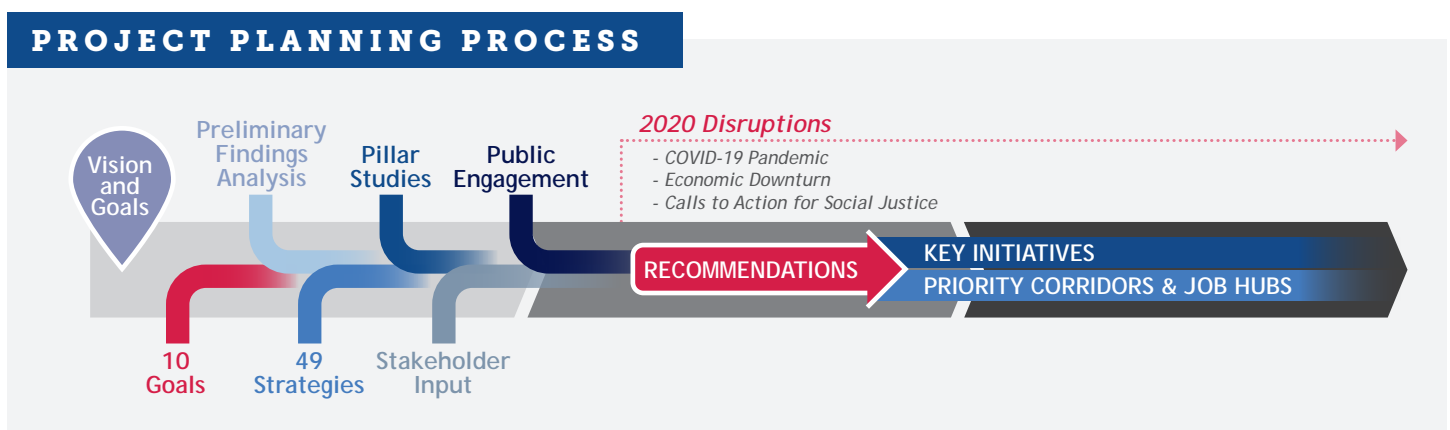 PROJECT PLANNING PROCESS
Vision
and
Goals
Preliminary
Findings
Analysis
Pillar
Studies
Public
Engagement
2020 Disruptions
- COVID-19 Pandemic
- Economic Downturn
- Calls to Action for Social Justice
RECOMMENDATIONS
KEY INITIATIVES
PRIORITY CORRIDORS & JOB HUBS
10
Goals
49
Strategies
Stakeholder
Input